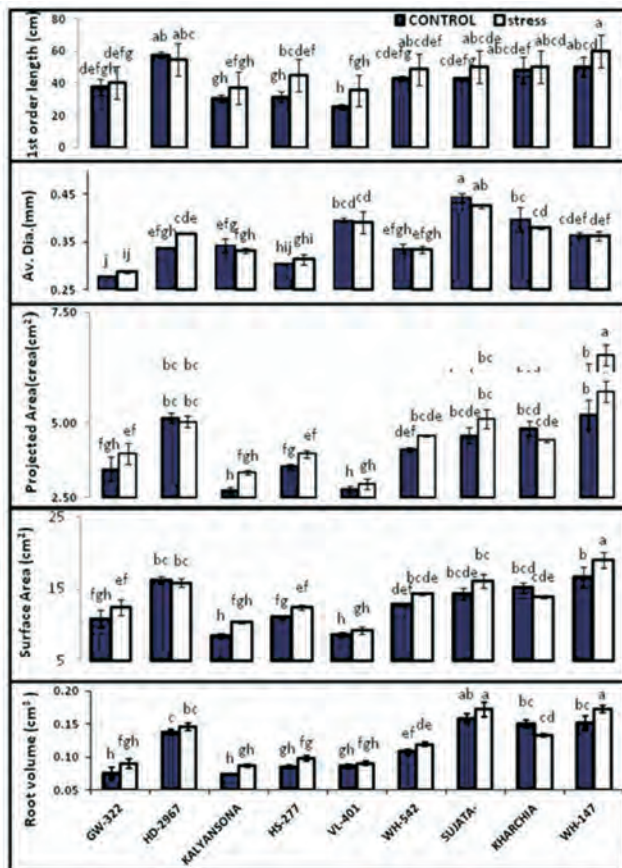 CONTROL stress
1st order length (cm)
80
60
40
20
0
defgh defg ab abc gh efgh gh bcdef h fgh cdefg abcdef cdefg abcde abcdef abcd abcd a
Av. Dia.(mm)
0.45
0.35
0.25
j ij efgh cde efg fgh hij ghi bcd cd efgh efgh a ab bc cd cdef def
Projected Area(crea(cm²)
7.50
5.00
2.50
bc bc bc b a
fgh ef bc bc h fgh fg ef h gh def bcde bcde bcd cde b
Surface Area (cm²)
25
15
5
fgh ef bc bc h fgh fg ef h gh def bcde bcde bc bcd cde b a
Root volume (cm³)
0.20
0.15
0.10
0.05
h fgh c bc h gh gh fg gh fgh ef de ab a bc cd bc a
GW-322
HD-2967
KALYANSONA
HS-277
VL-401
WH-542
SUJATA
KHARCHIA
WH-147